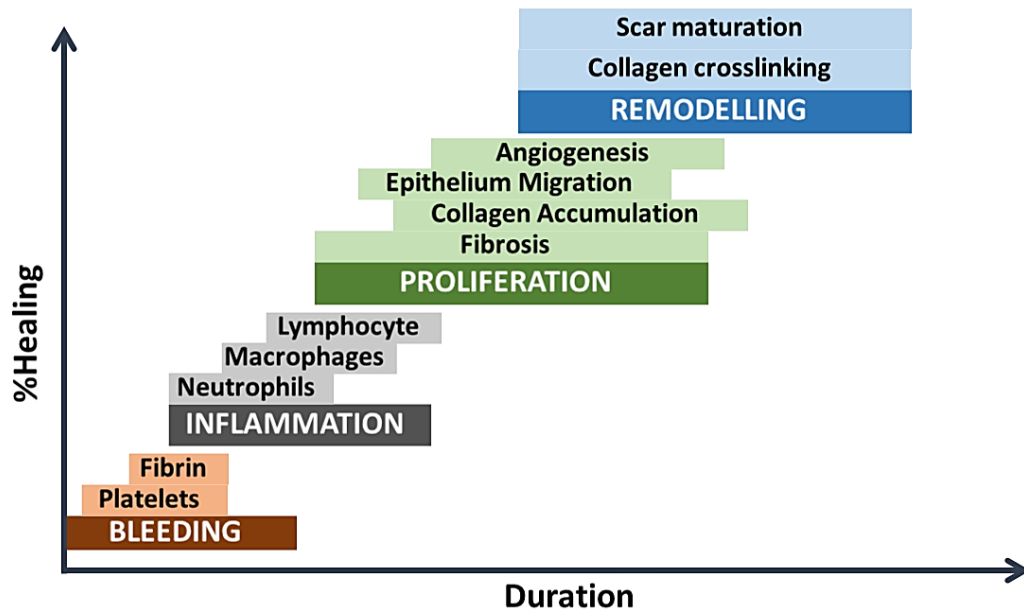 Scar maturation
Collagen crosslinking
REMODELLING
Angiogenesis
Epithelium Migration
Collagen Accumulation
Fibrosis
PROLIFERATION
Lymphocyte
Macrophages
Neutrophils
INFLAMMATION
Fibrin
Platelets
BLEEDING
%Healing
Duration